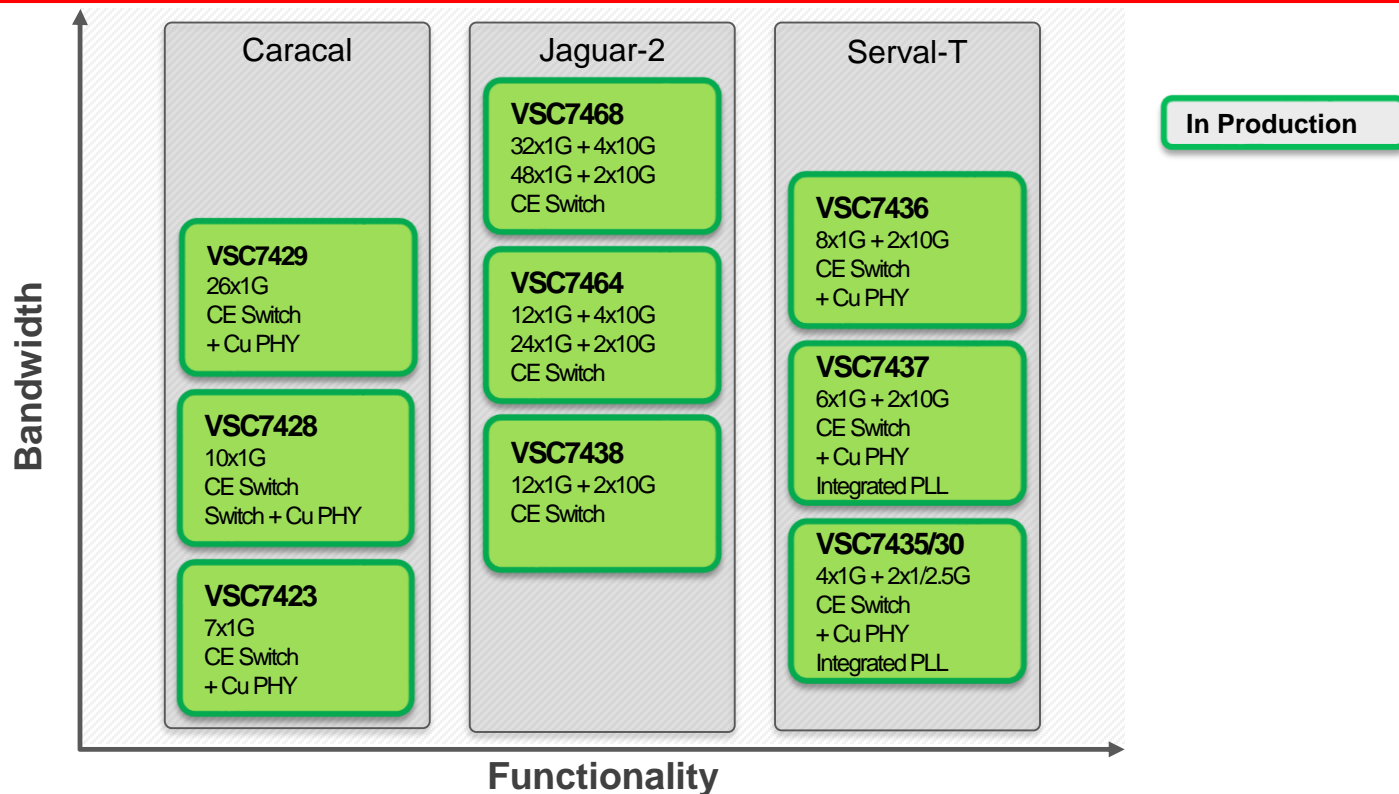 Caracal
VSC7429
26x1G
CE Switch
+ Cu PHY
VSC7428
10x1G
CE Switch
Switch + Cu PHY
VSC7423
7x1G
CE Switch
+ Cu PHY
Jaguar-2
VSC7468
32x1G + 4x10G
48x1G + 2x10G
CE Switch
VSC7464
12x1G + 4x10G
24x1G + 2x10G
CE Switch
VSC7438
12x1G + 2x10G
CE Switch
Serval-T
VSC7436
8x1G + 2x10G
CE Switch
+ Cu PHY
VSC7437
6x1G + 2x10G
CE Switch
+ Cu PHY
Integrated PLL
VSC7435/30
4x1G + 2x1/2.5G
CE Switch
+ Cu PHY
Integrated PLL
In Production
Bandwidth
Functionality